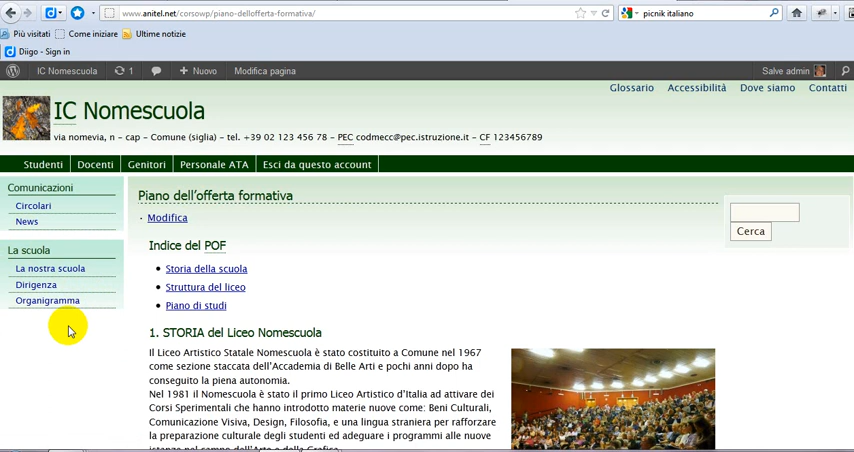 www.anitel.net/corsowp/piano-dellofferta-formativa/
picnik italiano
Più visitati Come iniziare Ultime notizie
Diigo - Sign in
IC Nomescuola 1 Nuovo Modifica pagina Salve admin
Glossario Accessibilità Dove siamo Contatti
IC Nomescuola
via nomevia, n - cap - Comune (siglia) - tel. +39 02 123 456 78 - PEC codmecc@pec.istruzione.it - CF 123456789
Studenti Docenti Genitori Personale ATA Esci da questo account
Comunicazioni
Circolari
News
La scuola
La nostra scuola
Dirigenza
Organigramma
Piano dell'offerta formativa
Modifica
Indice del POF
Storia della scuola
Struttura del liceo
Piano di studi
1. STORIA del Liceo Nomescuola
Il Liceo Artistico Statale Nomescuola è stato costituito a Comune nel 1967
come sezione staccata dell'Accademia di Belle Arti e pochi anni dopo ha
conseguito la piena autonomia.
Nel 1981 il Nomescuola è stato il primo Liceo Artistico d'Italia ad attivare dei
Corsi Sperimentali che hanno introdotto materie nuove come: Beni Culturali,
Comunicazione Visiva, Design, Filosofia, e una lingua straniera per rafforzare
la preparazione culturale degli studenti ed adeguare i programmi alle nuove
istanze nel campo dell'Arte e della Grafica.
Cerca